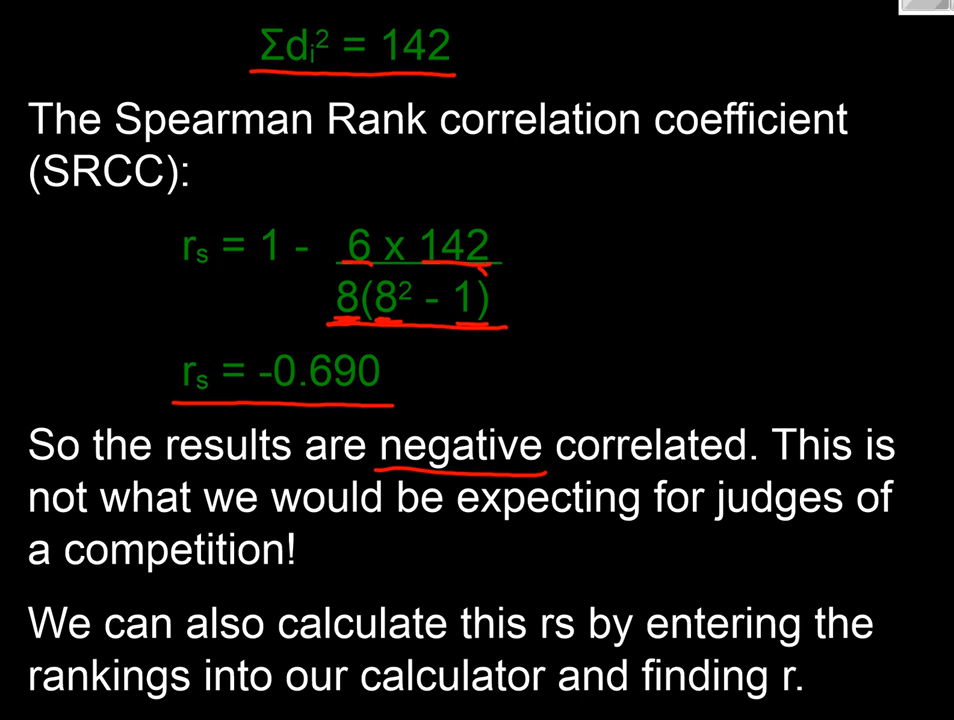 Σdᵢ² = 142
The Spearman Rank correlation coefficient
(SRCC):
rₛ = 1 - 6 x 142
8(8² - 1)
rₛ = -0.690
So the results are negative correlated. This is
not what we would be expecting for judges of
a competition!
We can also calculate this rs by entering the
rankings into our calculator and finding r.